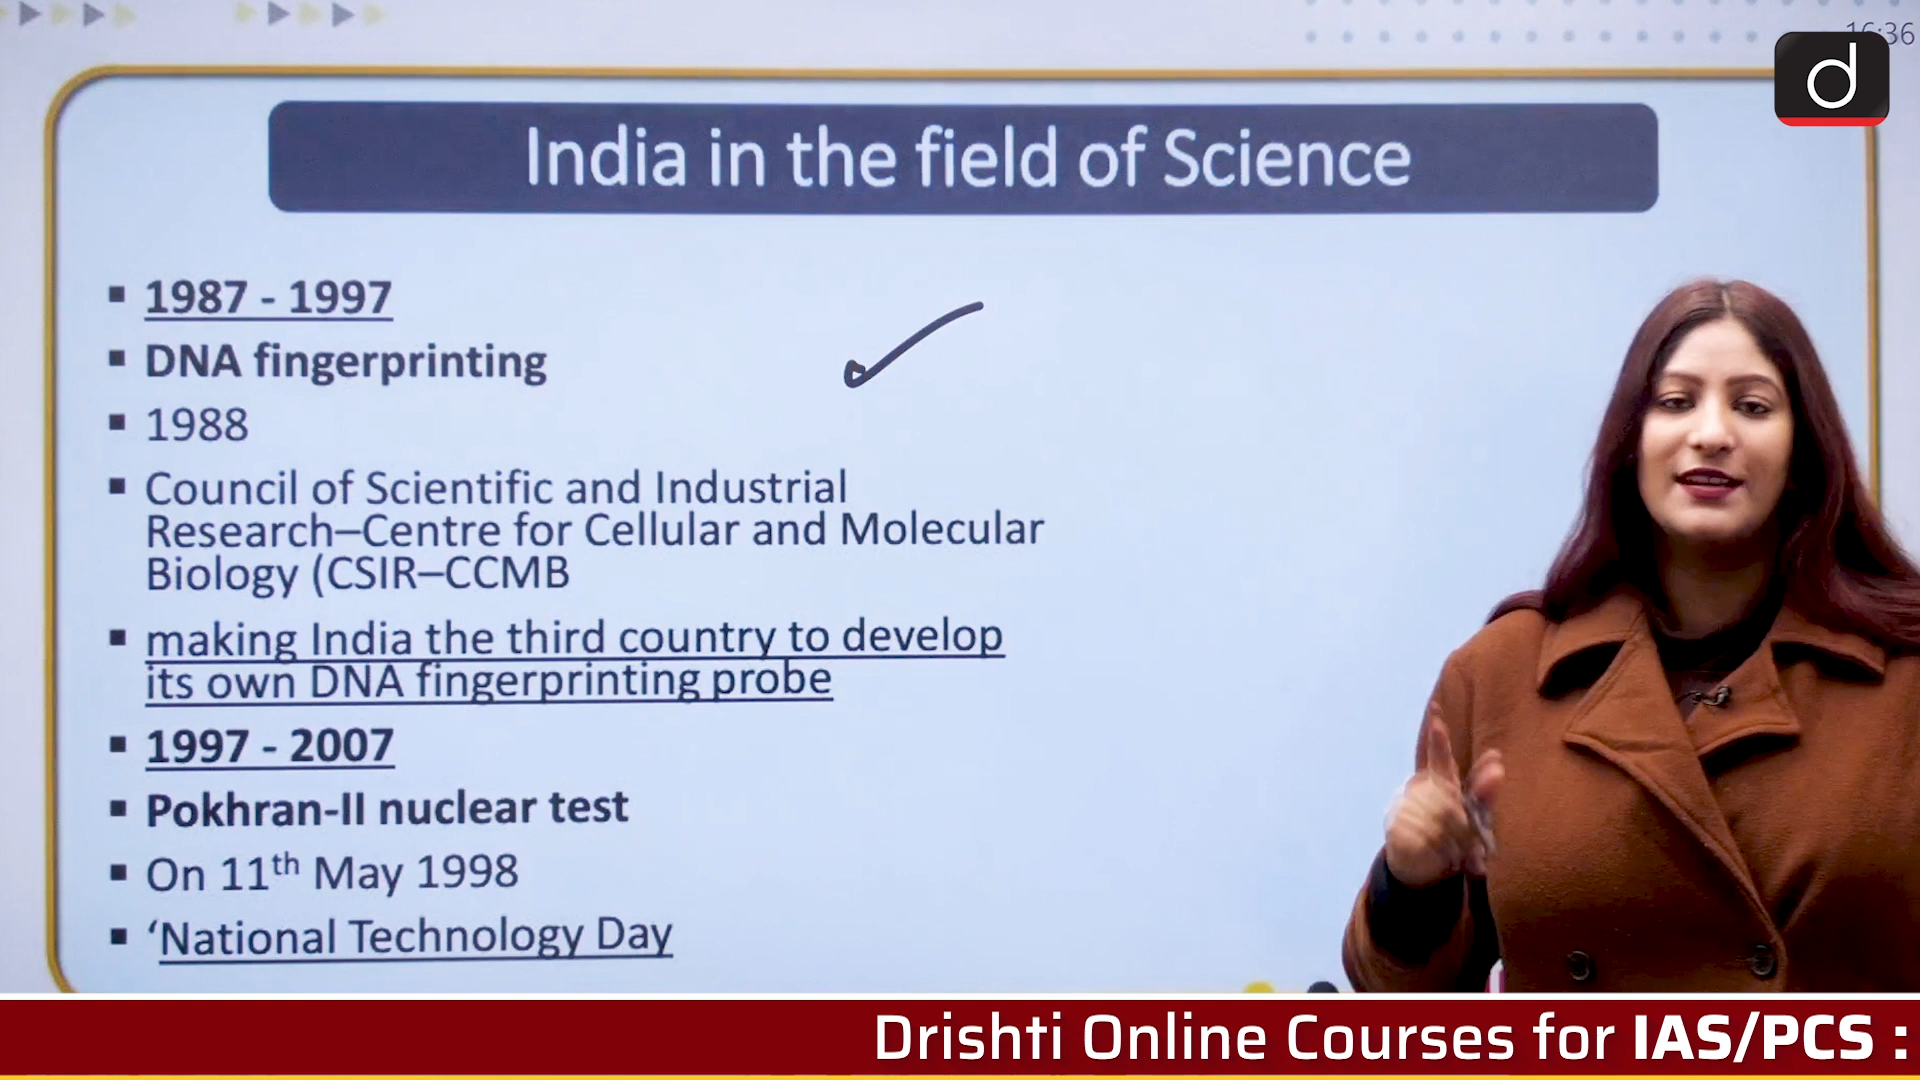 16:36
d
India in the field of Science
▪ 1987 - 1997
▪ DNA fingerprinting
▪ 1988
▪ Council of Scientific and Industrial
Research–Centre for Cellular and Molecular
Biology (CSIR–CCMB
▪ making India the third country to develop
its own DNA fingerprinting probe
▪ 1997 - 2007
▪ Pokhran-II nuclear test
▪ On 11th May 1998
▪ ‘National Technology Day
Drishti Online Courses for IAS/PCS :